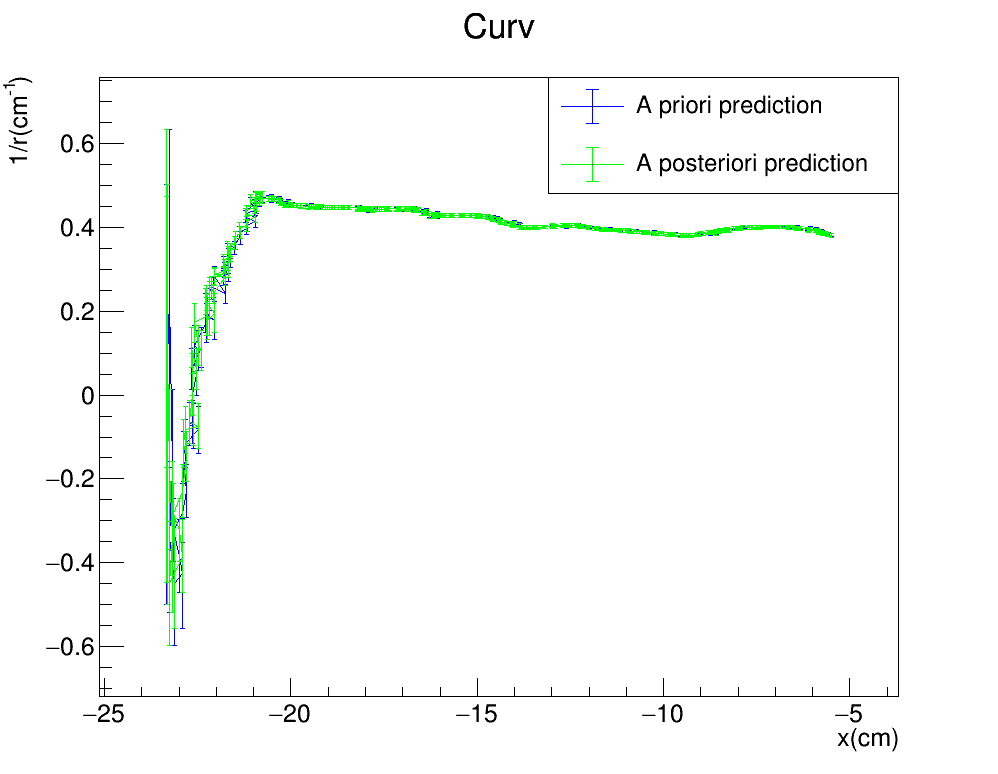 Curv
1/r(cm⁻¹)
A priori prediction
A posteriori prediction
0.6
0.4
0.2
0
−0.2
−0.4
−0.6
−25 −20 −15 −10 −5
x(cm)